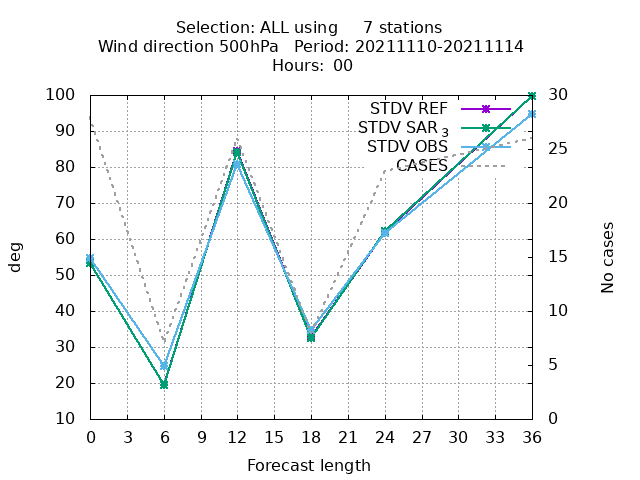 Selection: ALL using     7 stations
Wind direction 500hPa   Period: 20211110-20211114
Hours:  00
STDV REF
STDV SAR 3
STDV OBS
CASES
100
90
80
70
60
50
40
30
20
10
deg
30
25
20
15
10
5
0
No cases
0 3 6 9 12 15 18 21 24 27 30 33 36
Forecast length